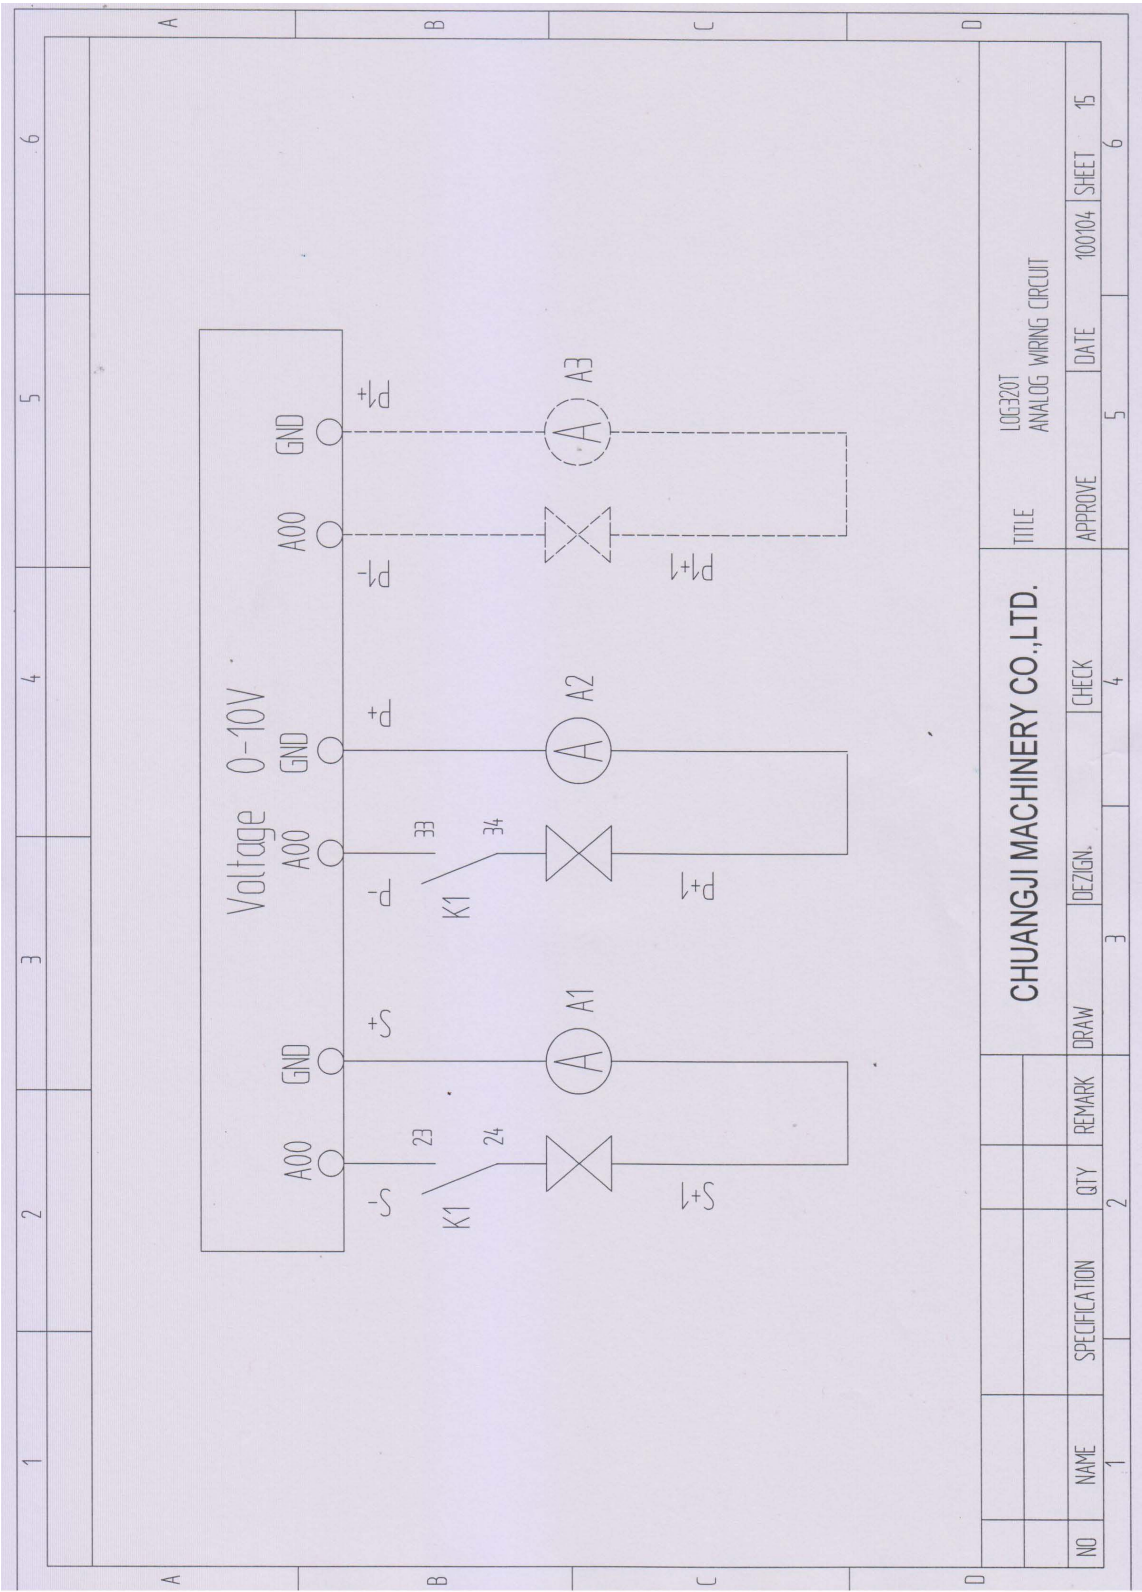 1 2 3 4 5 6
A A
Voltage 0-10V
A00 GND A00 GND A00 GND
S- S+ P- P+ P1- P1+
23 33
B B
K1 K1
24 34
A1 A2 A3
A A A
S+1 P+1 P1+1
C C
D D
CHUANGJI MACHINERY CO.,LTD.
TITLE LOG320T
ANALOG WIRING CIRCUIT
NO NAME SPECIFICATION QTY REMARK DRAW DEZIGN. CHECK APPROVE DATE 100104 SHEET 15
1 2 3 4 5 6